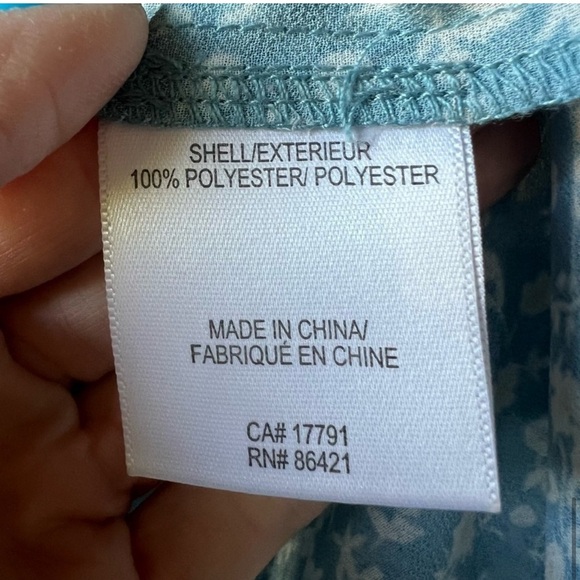 SHELL/EXTERIEUR
100% POLYESTER/ POLYESTER
MADE IN CHINA/
FABRIQUÉ EN CHINE
CA# 17791
RN# 86421